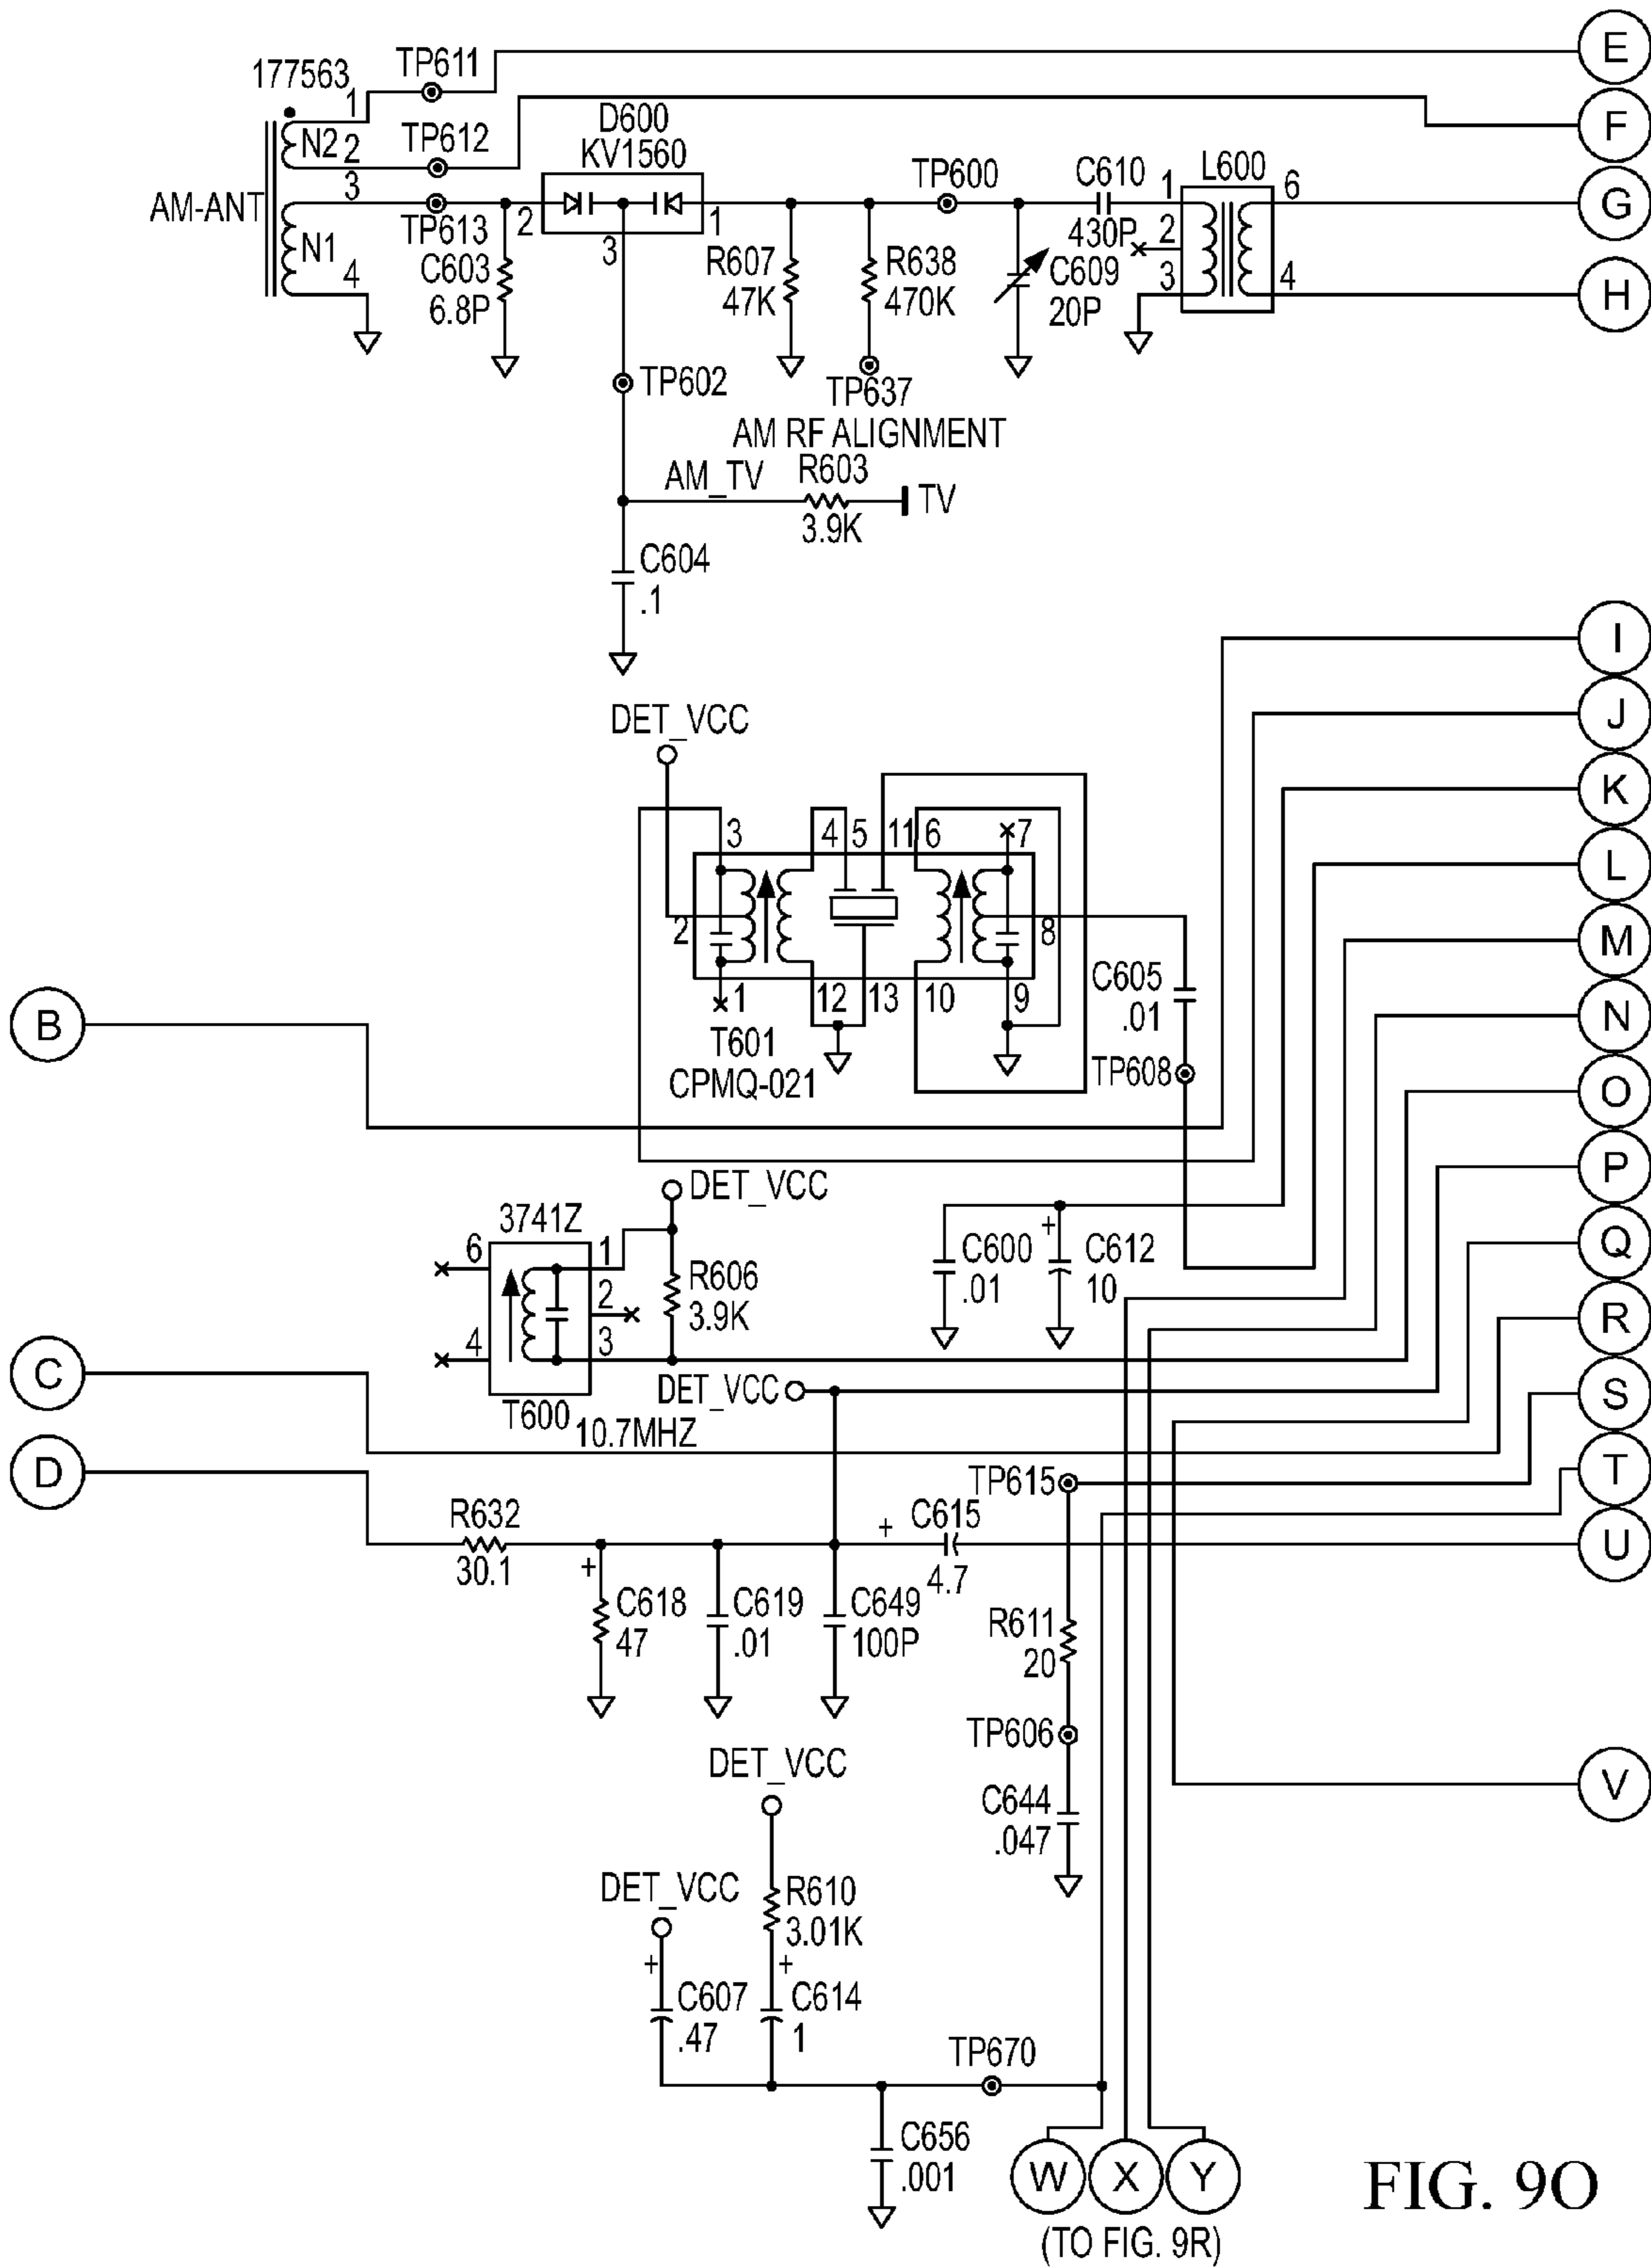 E
177563
TP611
1
D600
KV1560
F
N2
2
TP612
L600
AM-ANT
3
TP600
C610
1
6
G
TP613
2
1
430P
2
N1
C603
6.8P
3
R607
47K
R638
470K
C609
20P
4
3
4
H
TP602
TP637
AM RF ALIGNMENT
AM_TV
R603
TV
3.9K
C604
.1
I
DET_VCC
J
K
3
4
5
11
6
7
L
2
8
M
1
12
13
10
9
C605
.01
N
B
T601
CPMQ-021
TP608
O
P
DET_VCC
3741Z
6
1
Q
R606
3.9K
2
+
C600
.01
C612
10
4
3
R
C
DET_VCC
S
T600
10.7MHZ
D
TP615
T
R632
30.1
+
C615
4.7
U
+
C618
47
C619
.01
C649
100P
R611
20
TP606
DET_VCC
V
C644
.047
DET_VCC
R610
3.01K
+
+
C607
.47
C614
1
TP670
C656
.001
W
X
Y
FIG. 9O
(TO FIG. 9R)